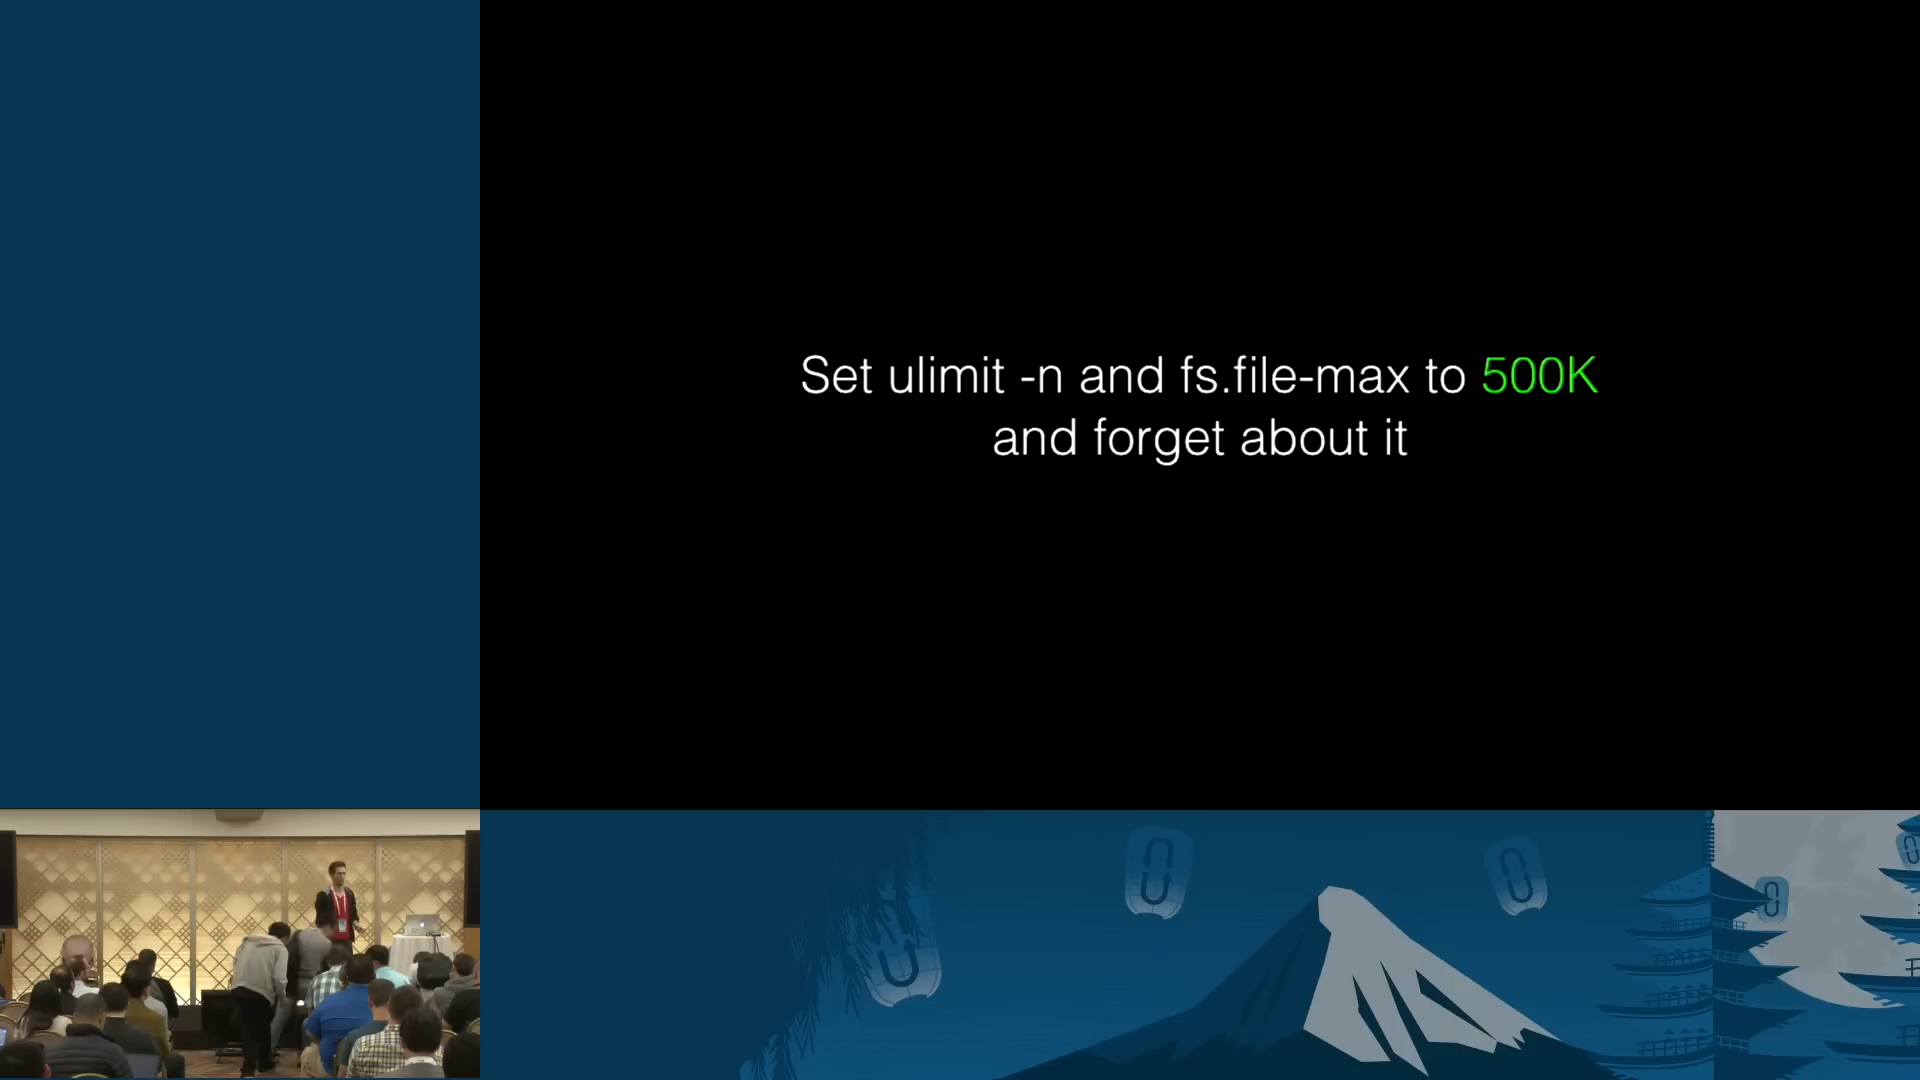 Set ulimit -n and fs.file-max to 500K
and forget about it